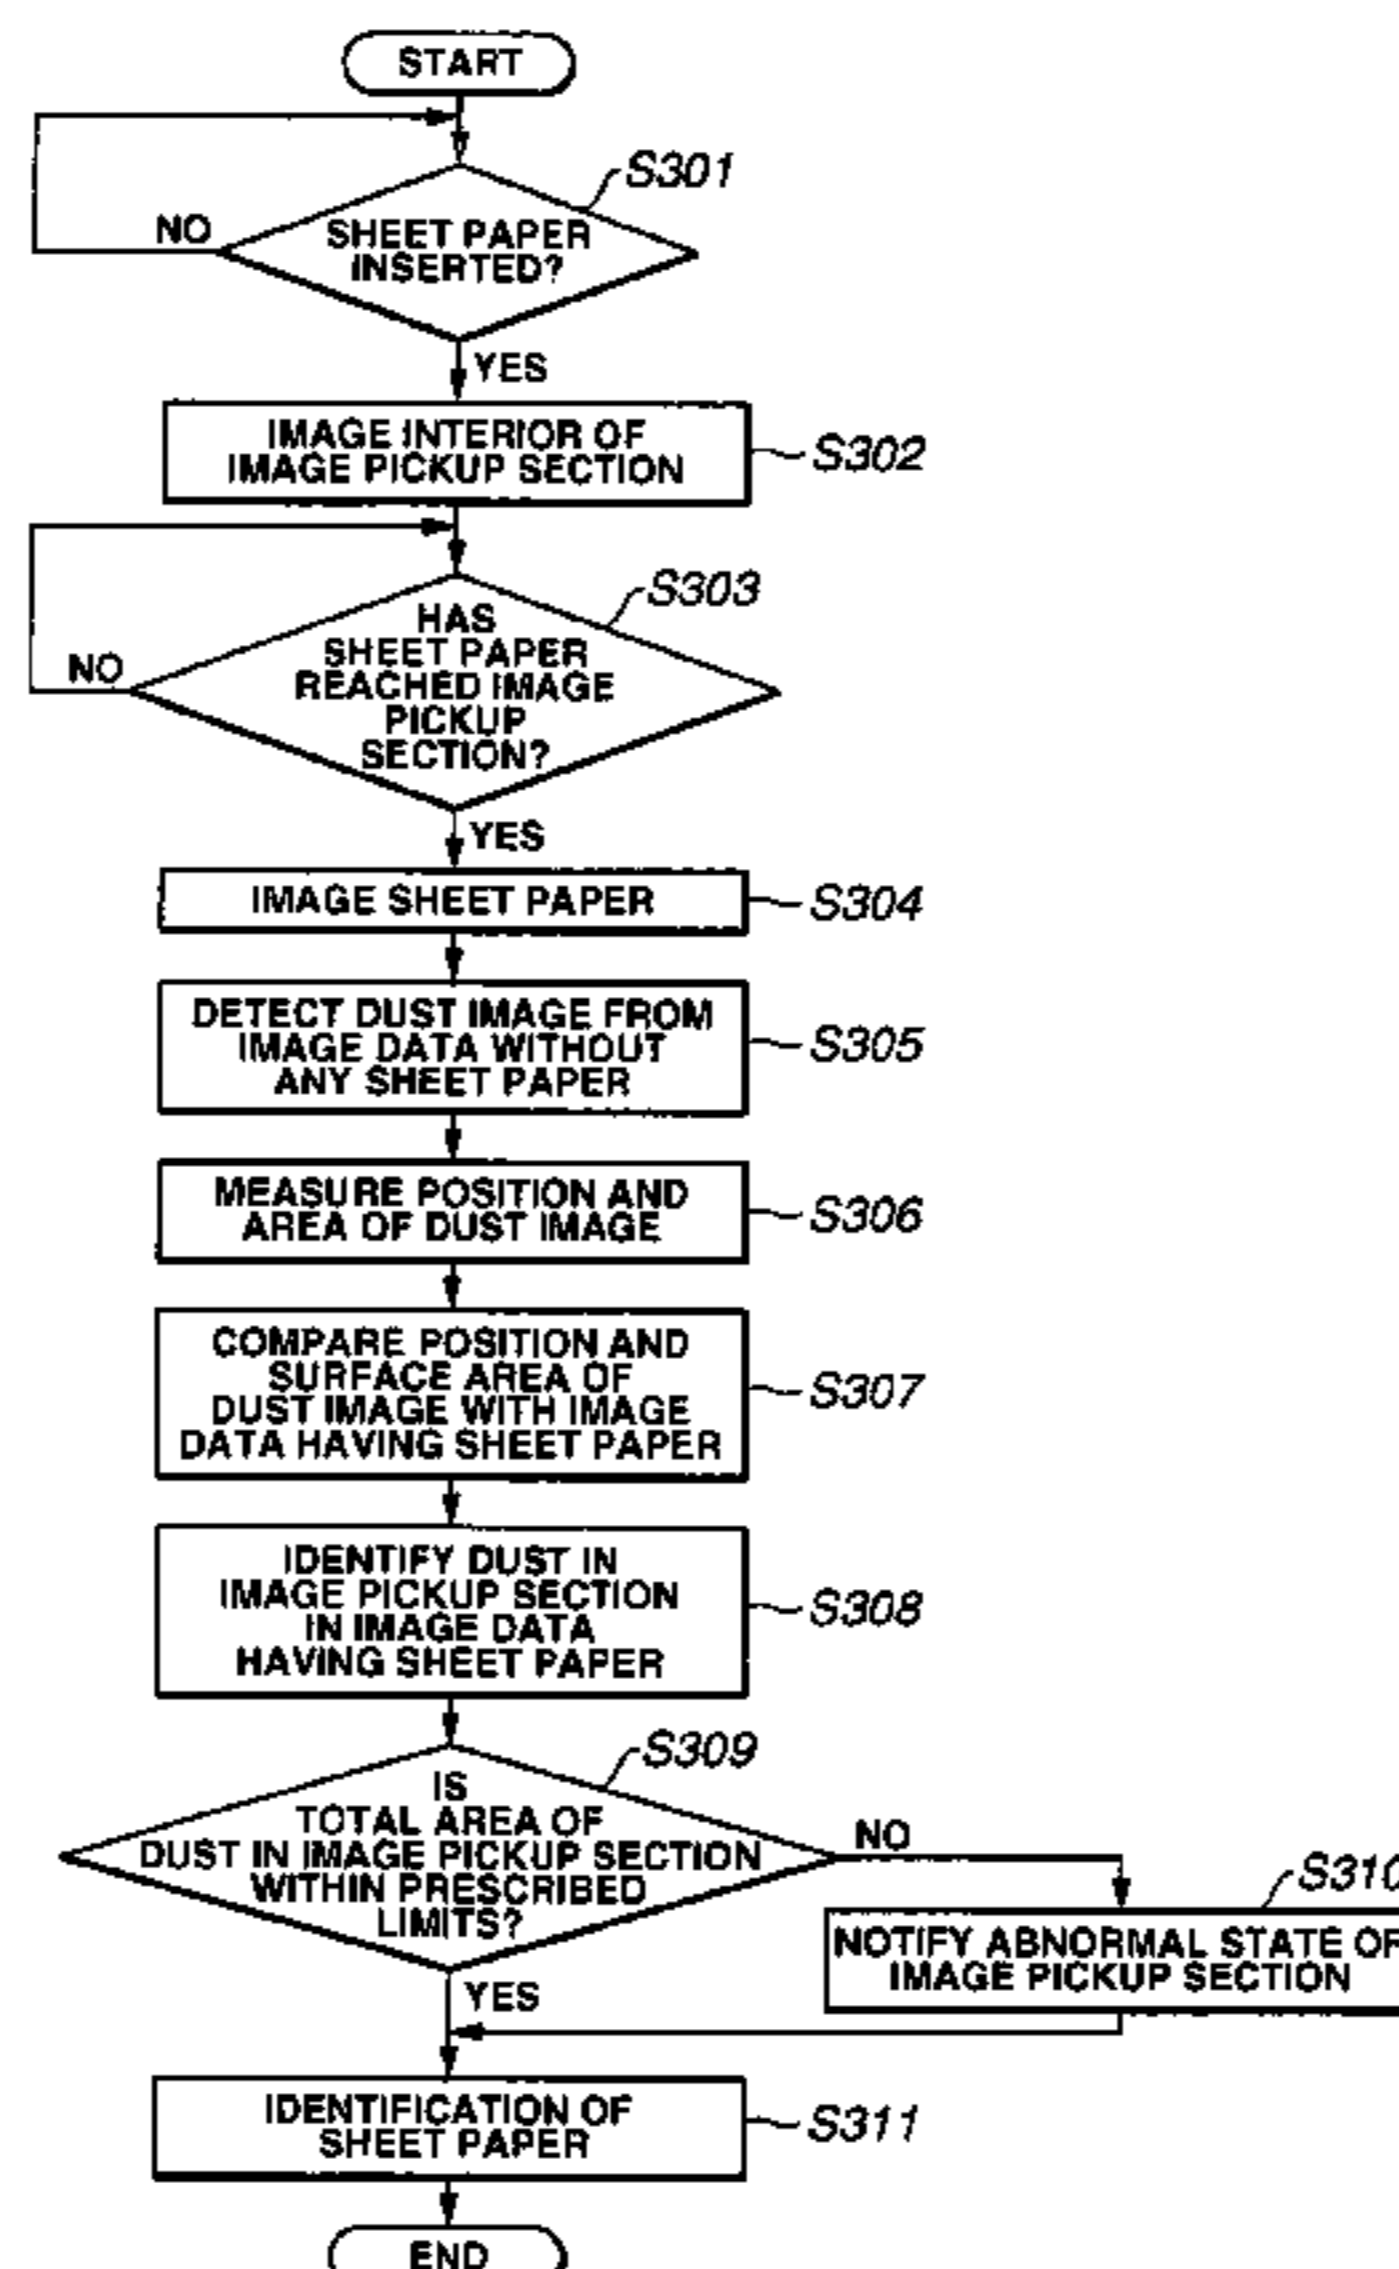 START
S301
NO
SHEET PAPER
INSERTED?
YES
IMAGE INTERIOR OF
IMAGE PICKUP SECTION
S302
S303
HAS
SHEET PAPER
REACHED IMAGE
PICKUP
SECTION?
NO
YES
IMAGE SHEET PAPER
S304
DETECT DUST IMAGE FROM
IMAGE DATA WITHOUT
ANY SHEET PAPER
S305
MEASURE POSITION AND
AREA OF DUST IMAGE
S306
COMPARE POSITION AND
SURFACE AREA OF
DUST IMAGE WITH IMAGE
DATA HAVING SHEET PAPER
S307
IDENTIFY DUST IN
IMAGE PICKUP SECTION
IN IMAGE DATA
HAVING SHEET PAPER
S308
S309
IS
TOTAL AREA OF
DUST IN IMAGE PICKUP SECTION
WITHIN PRESCRIBED
LIMITS?
NO
S310
NOTIFY ABNORMAL STATE OF
IMAGE PICKUP SECTION
YES
IDENTIFICATION OF
SHEET PAPER
S311
END